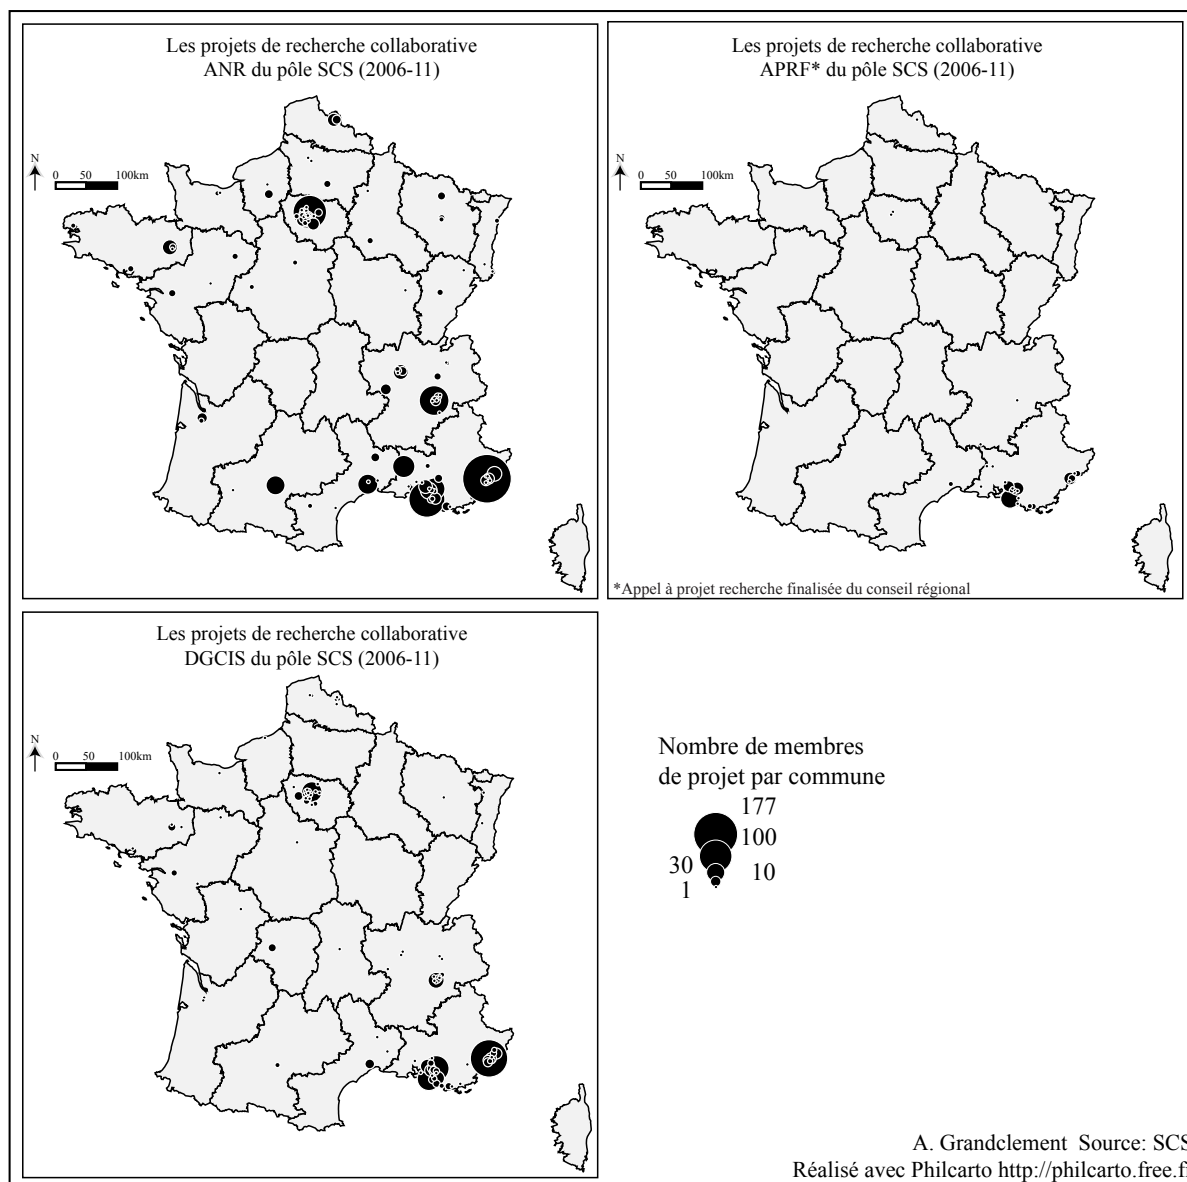 Les projets de recherche collaborative
ANR du pôle SCS (2006-11)
N
0 50 100km
Les projets de recherche collaborative
APRF* du pôle SCS (2006-11)
N
0 50 100km
*Appel à projet recherche finalisée du conseil régional
Les projets de recherche collaborative
DGCIS du pôle SCS (2006-11)
N
0 50 100km
Nombre de membres
de projet par commune
177
100
30
10
1
A. Grandclement Source: SCS
Réalisé avec Philcarto http://philcarto.free.f